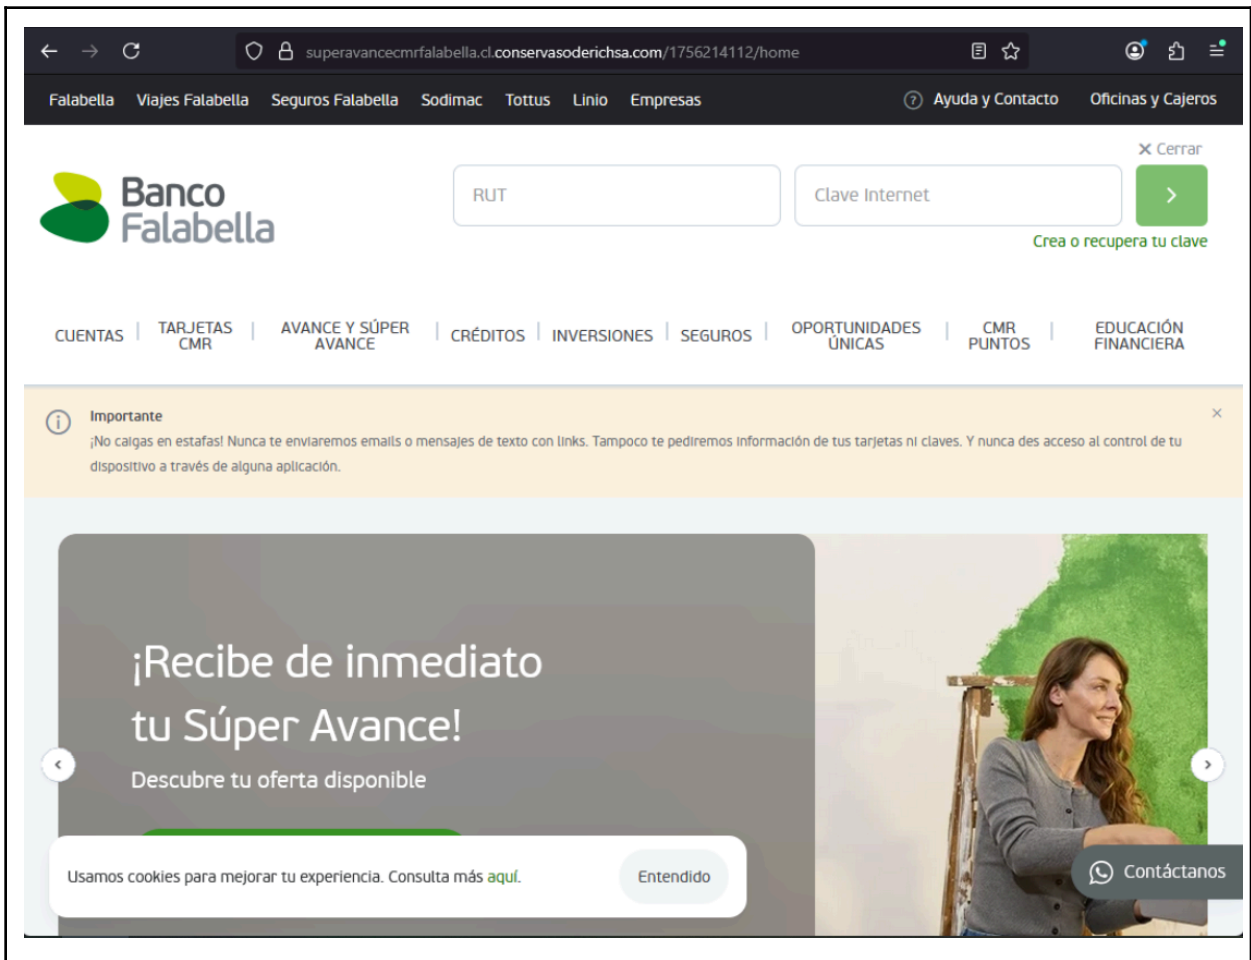 superavancecmrfalabella.cl.conservasoderichsa.com/1756214112/home
Falabella Viajes Falabella Seguros Falabella Sodimac Tottus Linio Empresas Ayuda y Contacto Oficinas y Cajeros
Cerrar
Banco
Falabella
RUT
Clave Internet
Crea o recupera tu clave
CUENTAS
TARJETAS
CMR
AVANCE Y SÚPER
AVANCE
CRÉDITOS
INVERSIONES
SEGUROS
OPORTUNIDADES
ÚNICAS
CMR
PUNTOS
EDUCACIÓN
FINANCIERA
Importante
¡No caigas en estafas! Nunca te enviaremos emails o mensajes de texto con links. Tampoco te pediremos información de tus tarjetas ni claves. Y nunca des acceso al control de tu
dispositivo a través de alguna aplicación.
¡Recibe de inmediato
tu Súper Avance!
Descubre tu oferta disponible
Usamos cookies para mejorar tu experiencia. Consulta más aquí.
Entendido
Contáctanos